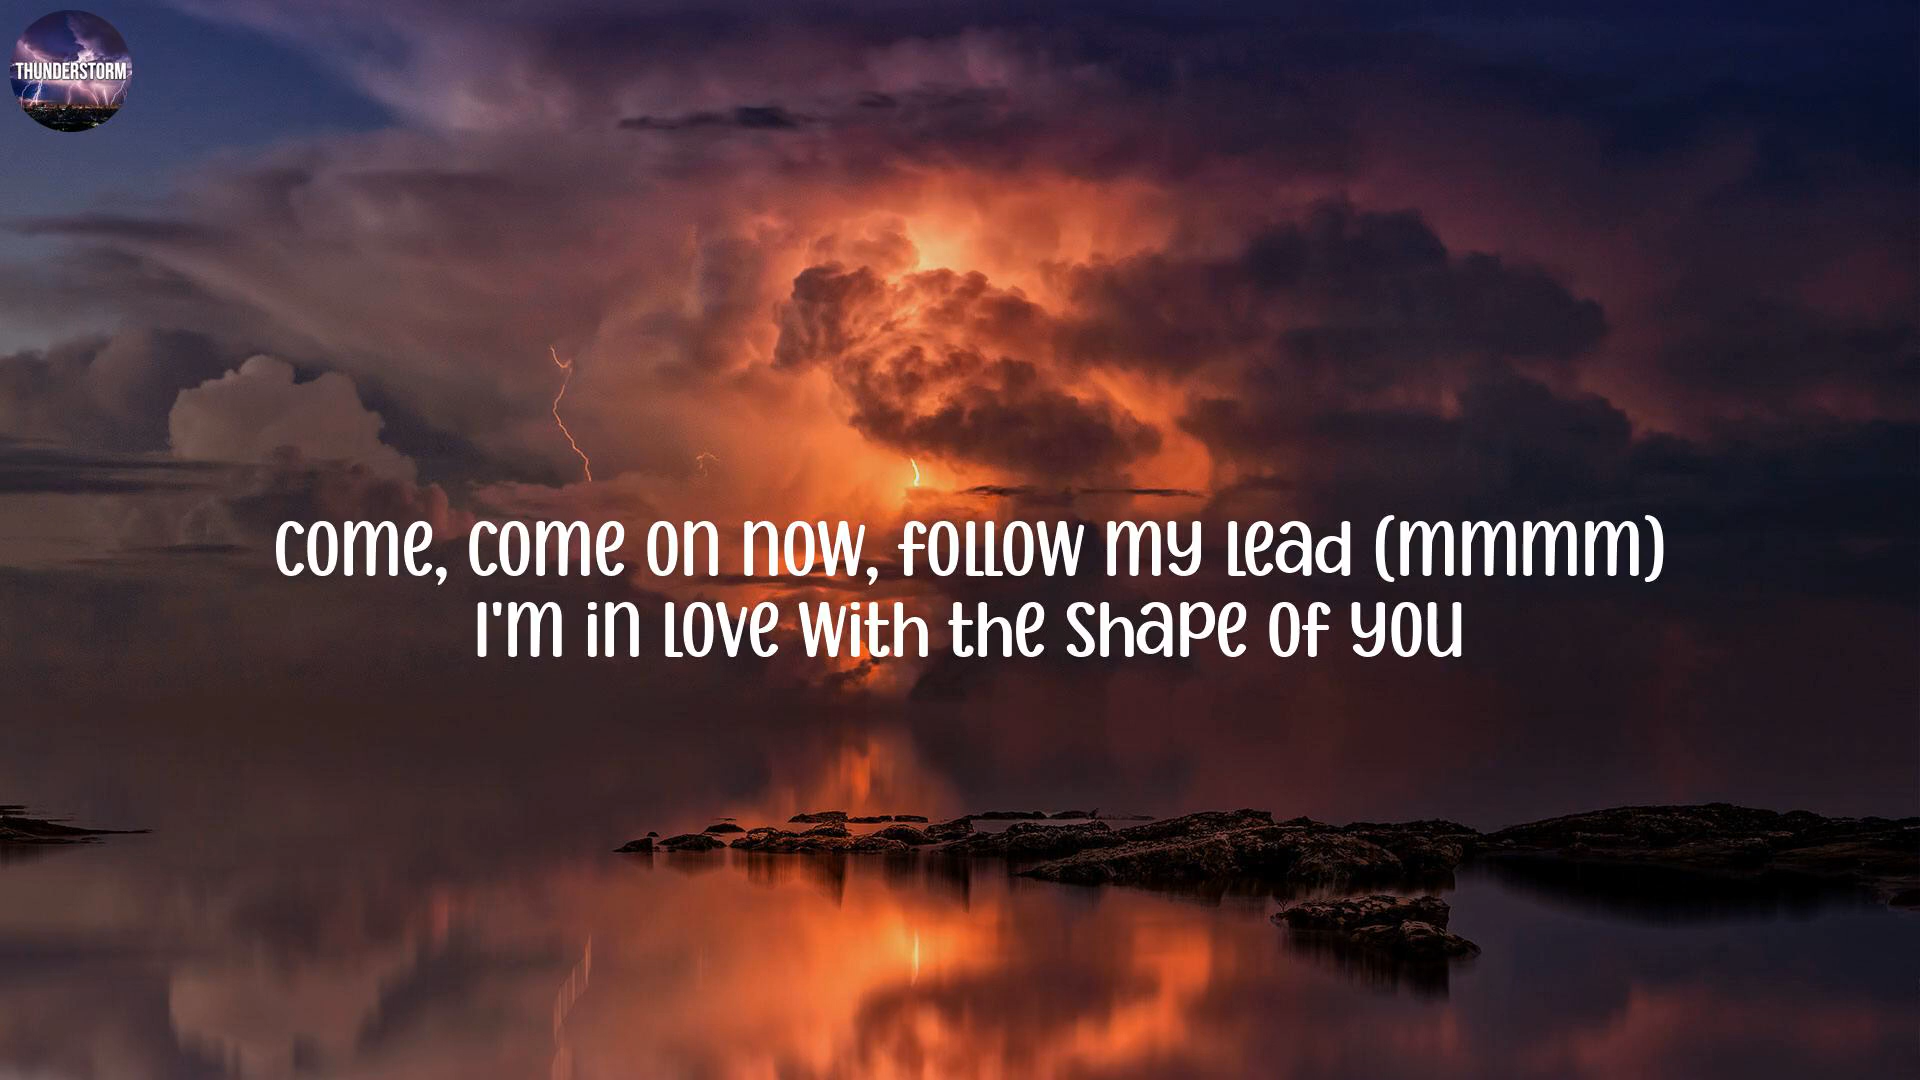 THUNDERSTORM
Come, come on now, follow my lead (mmmm)
I'm in love with the shape of you